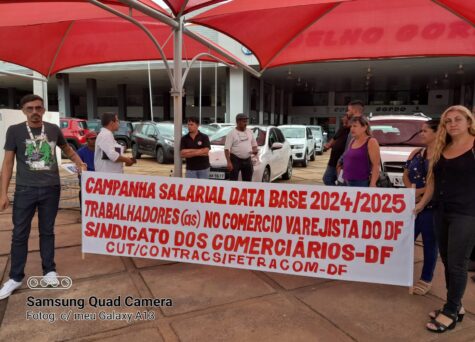 CAMPANHA SALARIAL DATA BASE 2024/2025
TRABALHADORES (as) NO COMÉRCIO VAREJISTA DO DF
SINDICATO DOS COMERCIÁRIOS-DF
CUT/CONTRACS/FETRACOM-DF
Samsung Quad Camera
Fotog. c/ meu Galaxy A13